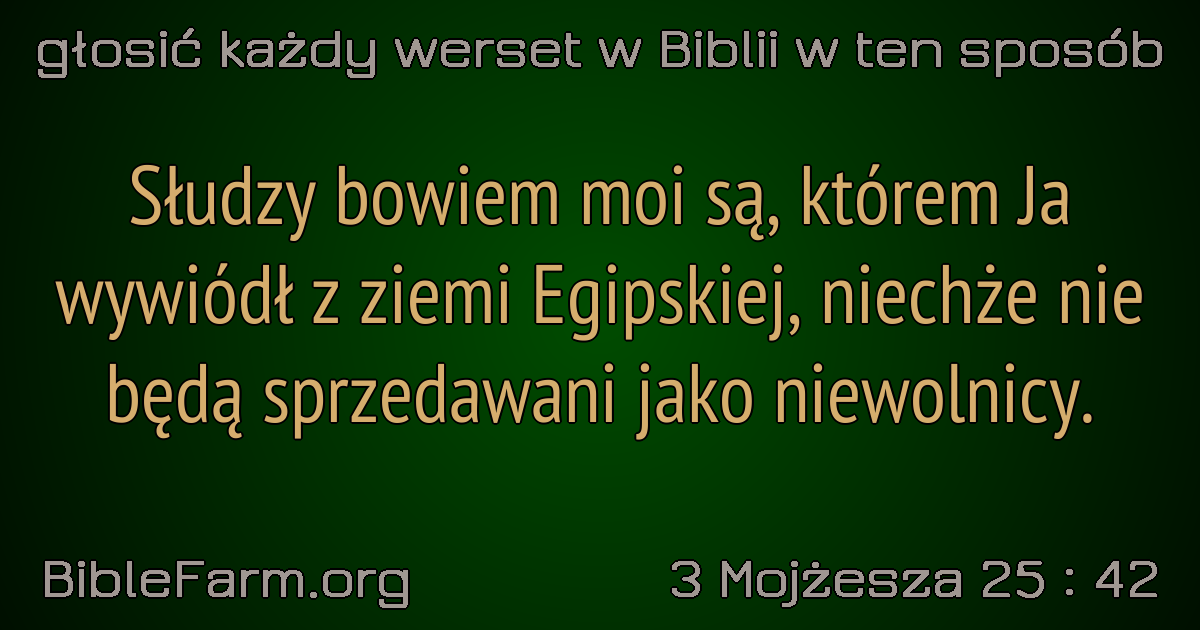 głosić każdy werset w Biblii w ten sposób
Słudzy bowiem moi są, którem Ja
wywiódł z ziemi Egipskiej, niechże nie
będą sprzedawani jako niewolnicy.
BibleFarm.org
3 Mojżesza 25 : 42